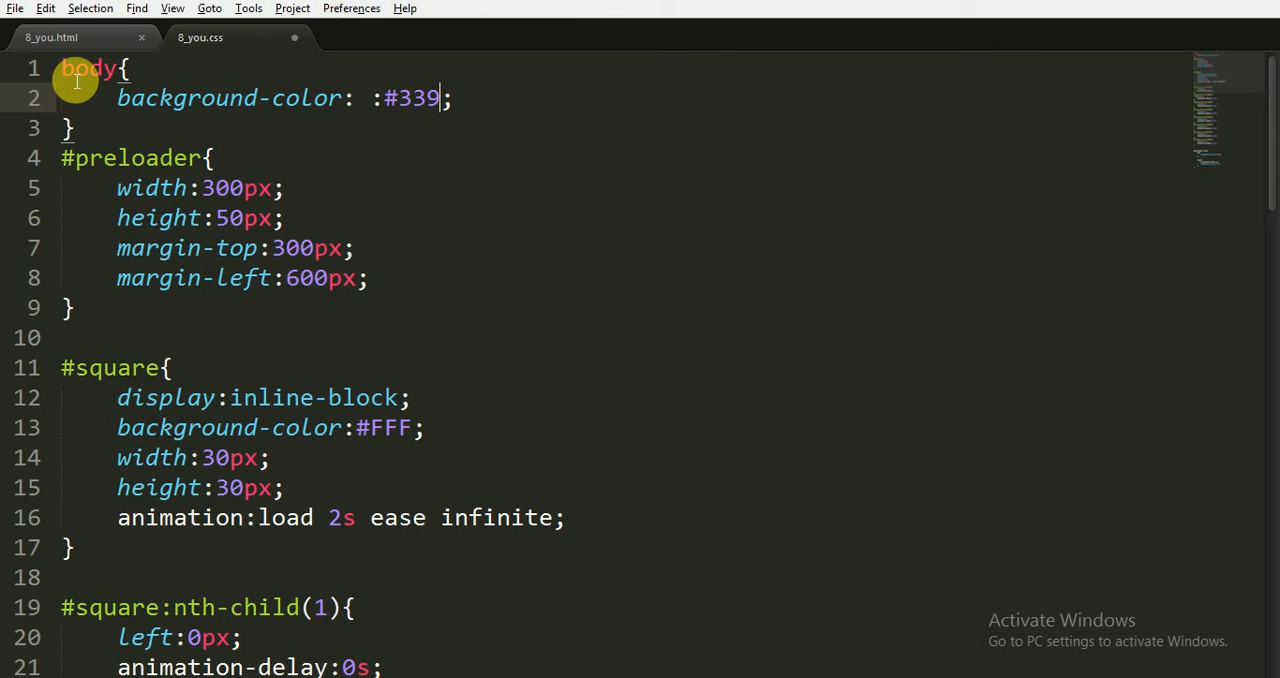 File Edit Selection Find View Goto Tools Project Preferences Help
8_you.html × 8_you.css
1 body{
2 background-color: :#339;
3 }
4 #preloader{
5 width:300px;
6 height:50px;
7 margin-top:300px;
8 margin-left:600px;
9 }
10
11 #square{
12 display:inline-block;
13 background-color:#FFF;
14 width:30px;
15 height:30px;
16 animation:load 2s ease infinite;
17 }
18
19 #square:nth-child(1){
20 left:0px;
21 animation-delay:0s;
Activate Windows
Go to PC settings to activate Windows.